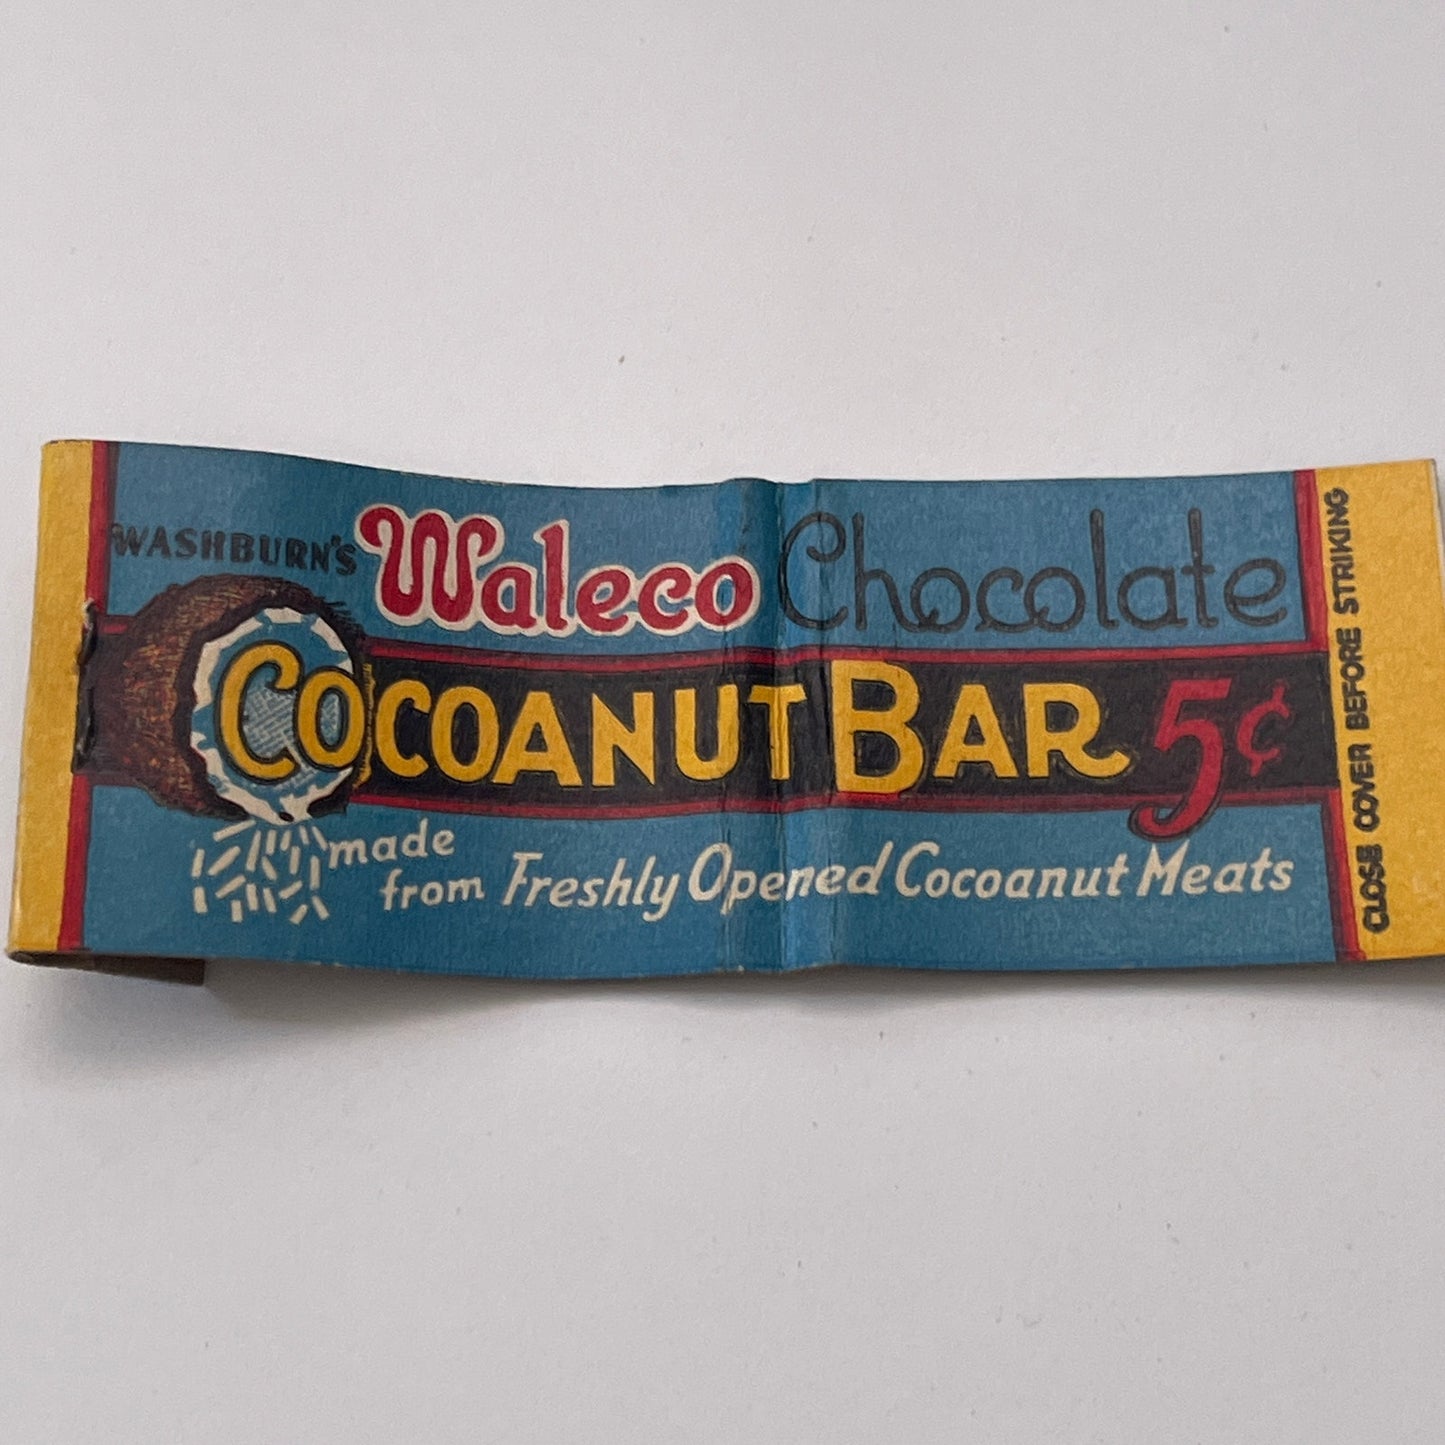 WASHBURN'S Waleco Chocolate
COCOANUT BAR 5¢
made
from Freshly Opened Cocoanut Meats
CLOSE COVER BEFORE STRIKING